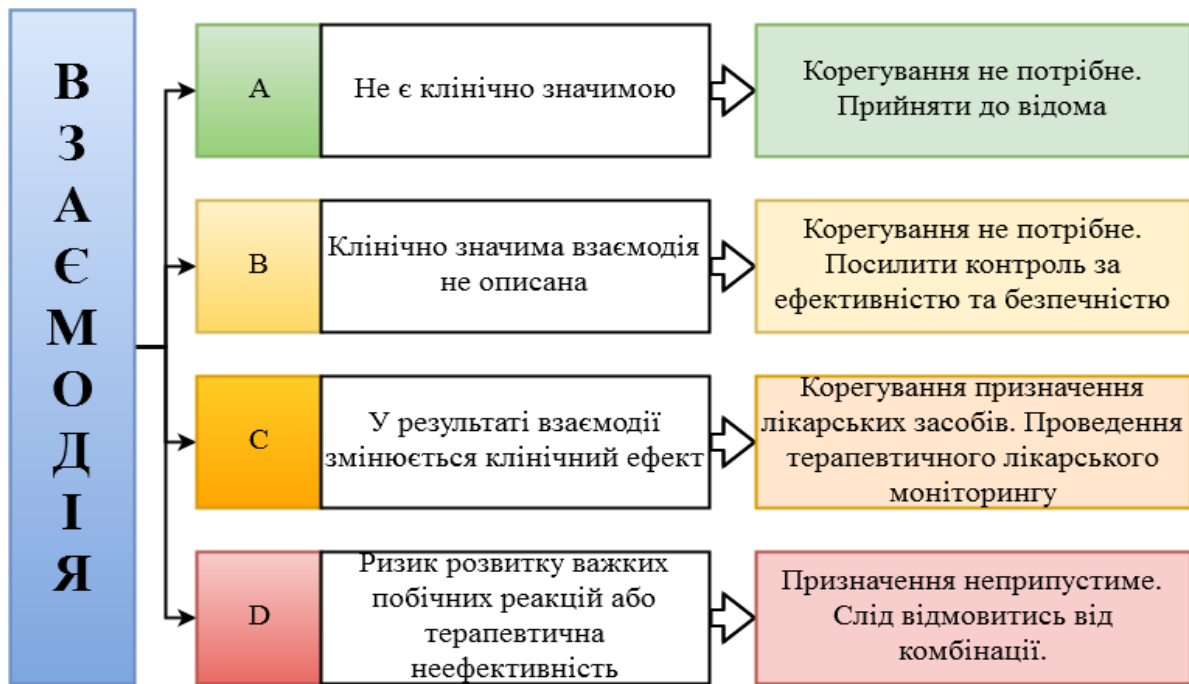 ВЗАЄМОДІЯ
A
Не є клінічно значимою
Корегування не потрібне.
Прийняти до відома
B
Клінічно значима взаємодія
не описана
Корегування не потрібне.
Посилити контроль за
ефективністю та безпечністю
C
У результаті взаємодії
змінюється клінічний ефект
Корегування призначення
лікарських засобів. Проведення
терапевтичного лікарського
моніторингу
D
Ризик розвитку важких
побічних реакцій або
терапевтична
неефективність
Призначення неприпустиме.
Слід відмовитись від
комбінації.